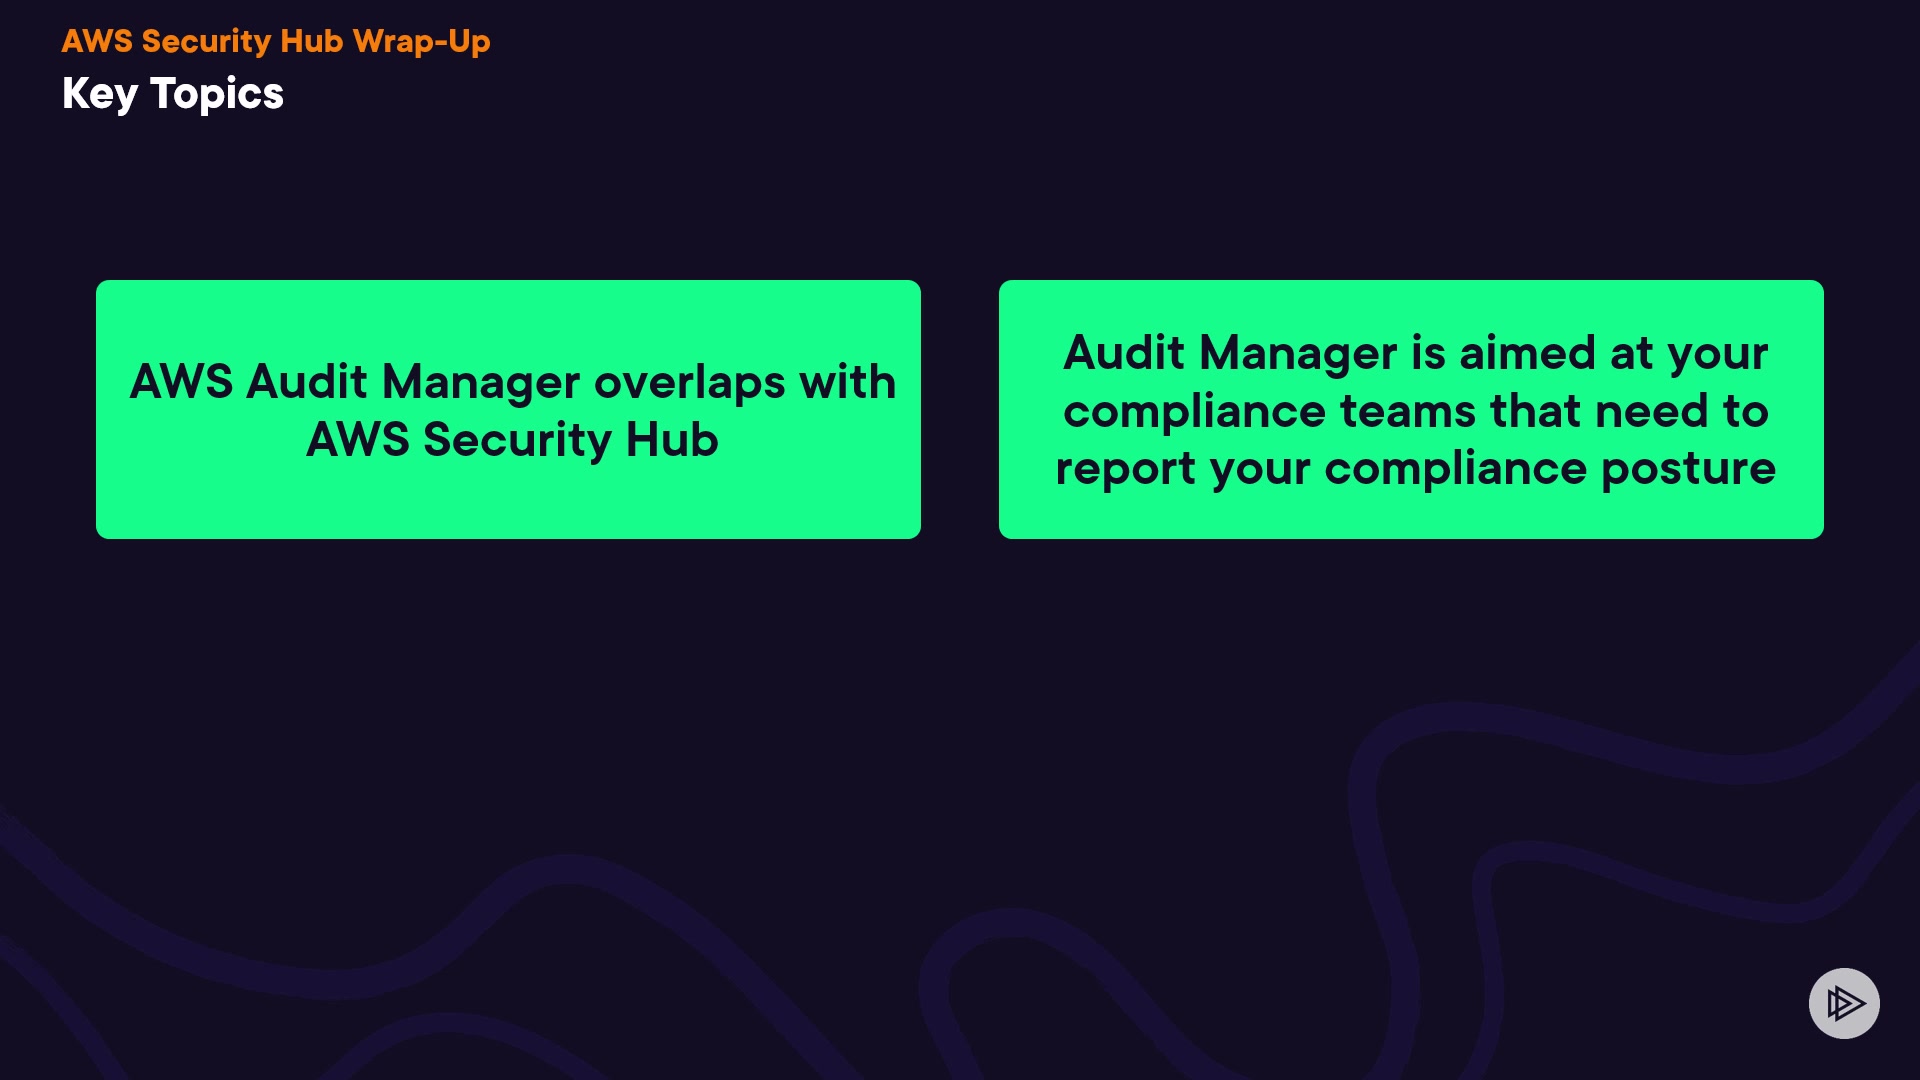 AWS Security Hub Wrap-Up
Key Topics
AWS Audit Manager overlaps with
AWS Security Hub
Audit Manager is aimed at your
compliance teams that need to
report your compliance posture